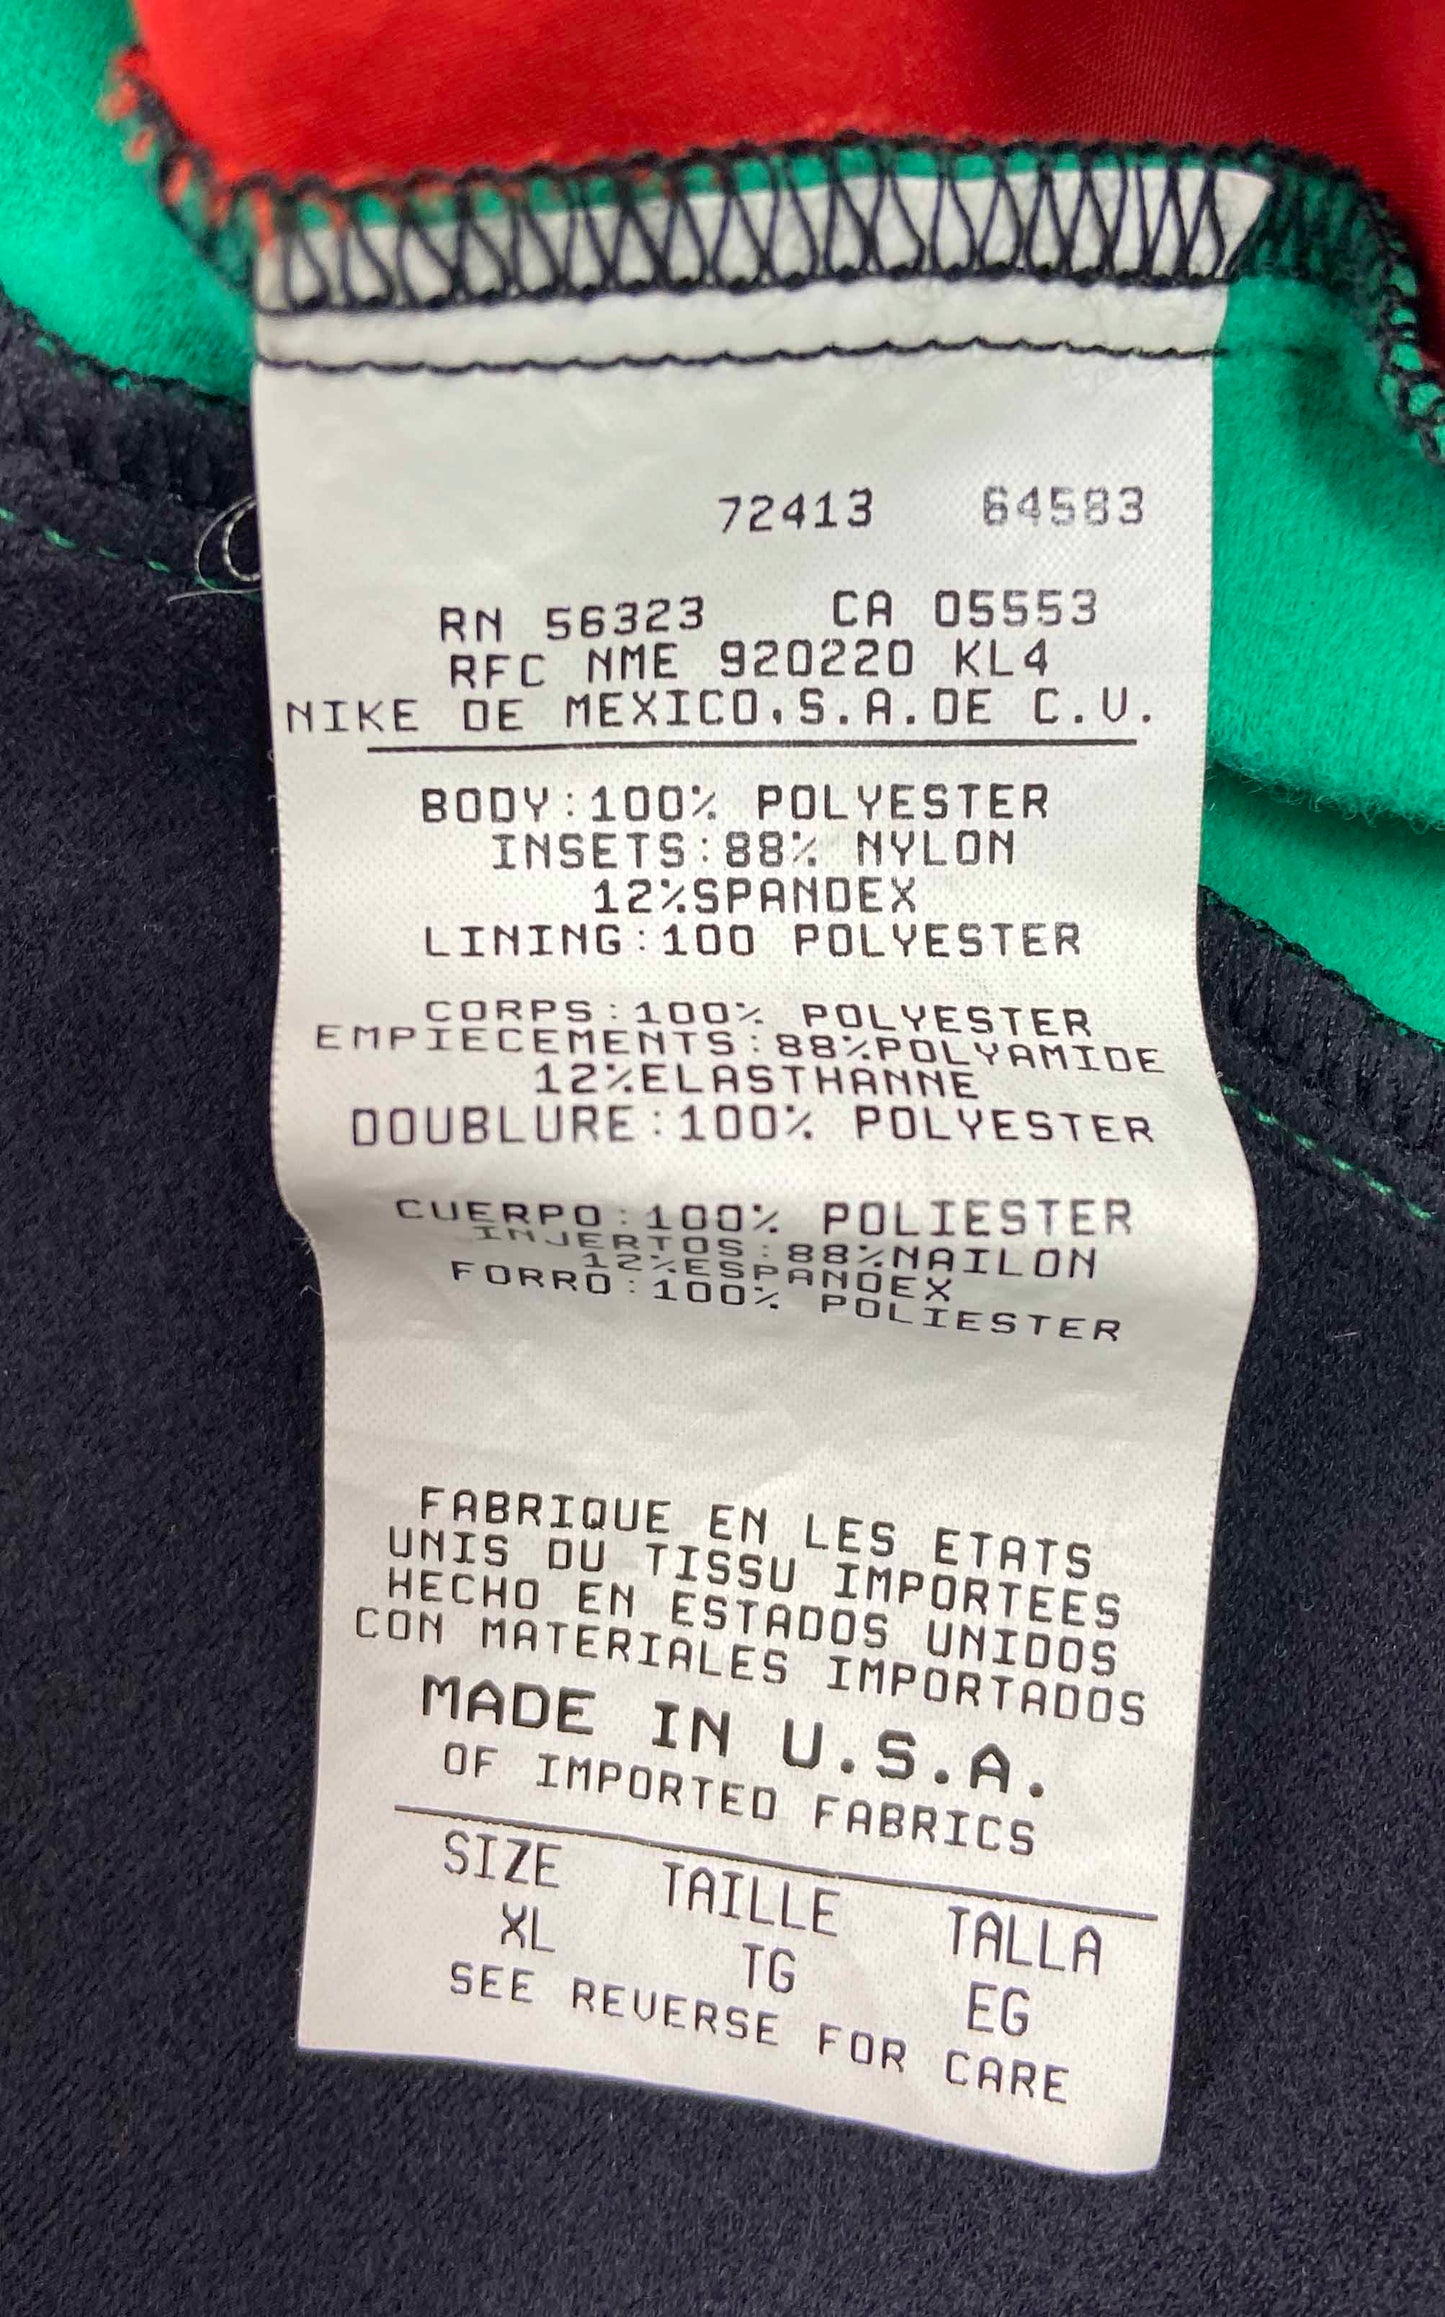 72413 64583
RN 56323 CA 05553
RFC NME 920220 KL4
NIKE DE MEXICO,S.A.DE C.V.
BODY:100% POLYESTER
INSETS:88% NYLON
12%SPANDEX
LINING:100 POLYESTER
CORPS:100% POLYESTER
EMPIECEMENTS:88%POLYAMIDE
12%ELASTHANNE
DOUBLURE:100% POLYESTER
CUERPO:100% POLIESTER
INJERTOS:88%NAILON
12%ESPANDEX
FORRO:100% POLIESTER
FABRIQUE EN LES ETATS
UNIS DU TISSU IMPORTEES
HECHO EN ESTADOS UNIDOS
CON MATERIALES IMPORTADOS
MADE IN U.S.A.
OF IMPORTED FABRICS
SIZE TAILLE TALLA
XL TG EG
SEE REVERSE FOR CARE